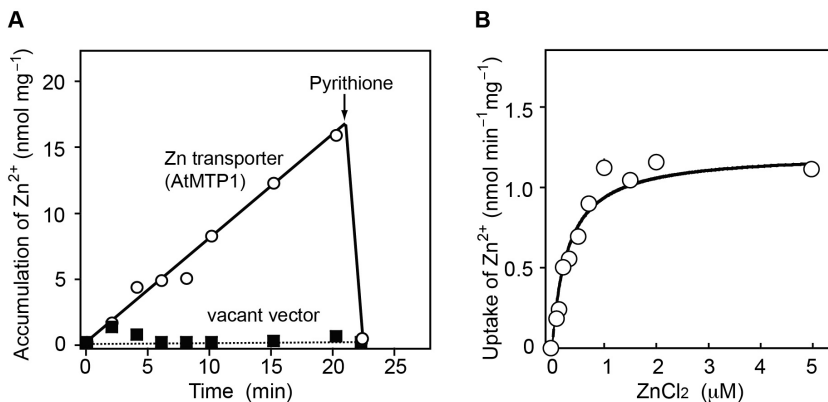 A
Accumulation of Zn²⁺ (nmol mg⁻¹)
20
15
10
5
0
Pyrithione
Zn transporter
(AtMTP1)
vacant vector
0 5 10 15 20 25
Time (min)
B
Uptake of Zn²⁺ (nmol min⁻¹mg⁻¹)
1.5
1.0
0.5
0
0 1 2 3 4 5
ZnCl₂ (μM)